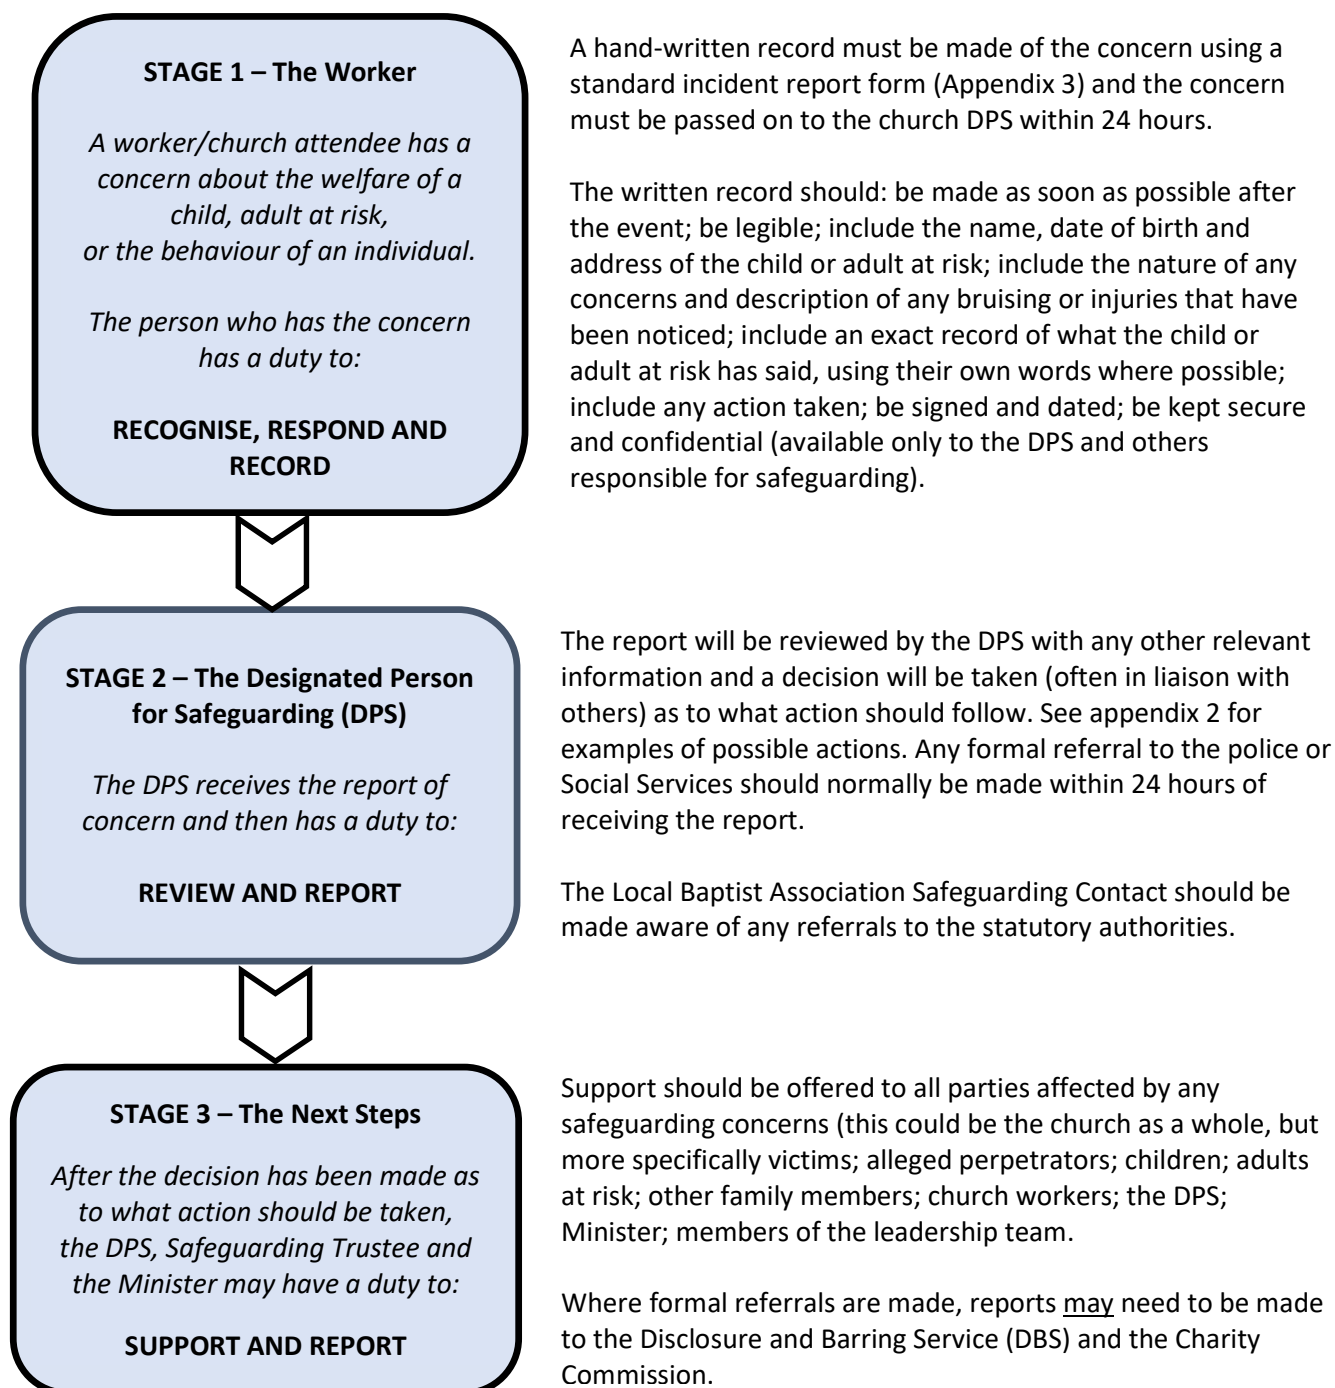 STAGE 1 – The Worker
A worker/church attendee has a
concern about the welfare of a
child, adult at risk,
or the behaviour of an individual.
The person who has the concern
has a duty to:
RECOGNISE, RESPOND AND
RECORD
A hand-written record must be made of the concern using a
standard incident report form (Appendix 3) and the concern
must be passed on to the church DPS within 24 hours.
The written record should: be made as soon as possible after
the event; be legible; include the name, date of birth and
address of the child or adult at risk; include the nature of any
concerns and description of any bruising or injuries that have
been noticed; include an exact record of what the child or
adult at risk has said, using their own words where possible;
include any action taken; be signed and dated; be kept secure
and confidential (available only to the DPS and others
responsible for safeguarding).
STAGE 2 – The Designated Person
for Safeguarding (DPS)
The DPS receives the report of
concern and then has a duty to:
REVIEW AND REPORT
The report will be reviewed by the DPS with any other relevant
information and a decision will be taken (often in liaison with
others) as to what action should follow. See appendix 2 for
examples of possible actions. Any formal referral to the police or
Social Services should normally be made within 24 hours of
receiving the report.
The Local Baptist Association Safeguarding Contact should be
made aware of any referrals to the statutory authorities.
STAGE 3 – The Next Steps
After the decision has been made as
to what action should be taken,
the DPS, Safeguarding Trustee and
the Minister may have a duty to:
SUPPORT AND REPORT
Support should be offered to all parties affected by any
safeguarding concerns (this could be the church as a whole, but
more specifically victims; alleged perpetrators; children; adults
at risk; other family members; church workers; the DPS;
Minister; members of the leadership team.
Where formal referrals are made, reports may need to be made
to the Disclosure and Barring Service (DBS) and the Charity
Commission.